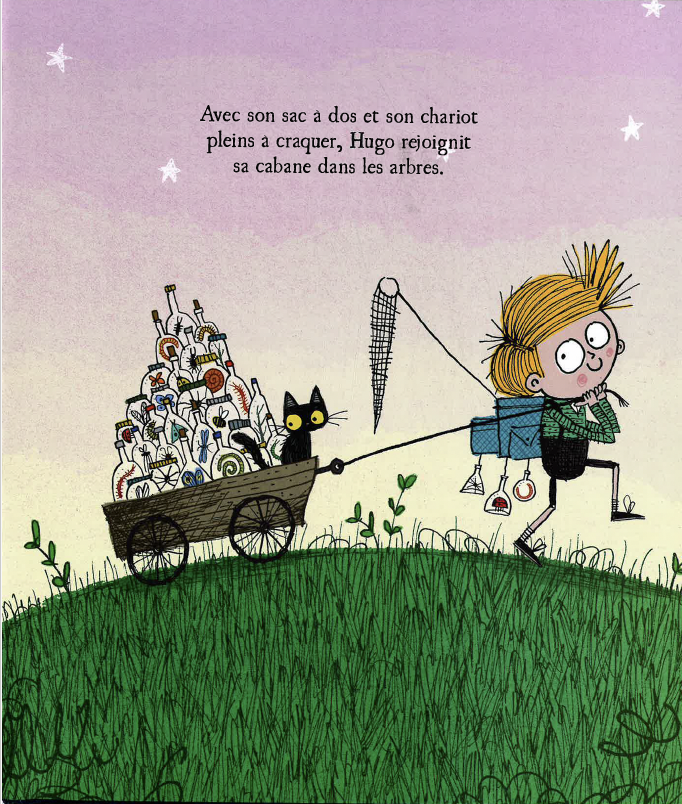 Avec son sac à dos et son chariot
pleins à craquer, Hugo rejoignit
sa cabane dans les arbres.